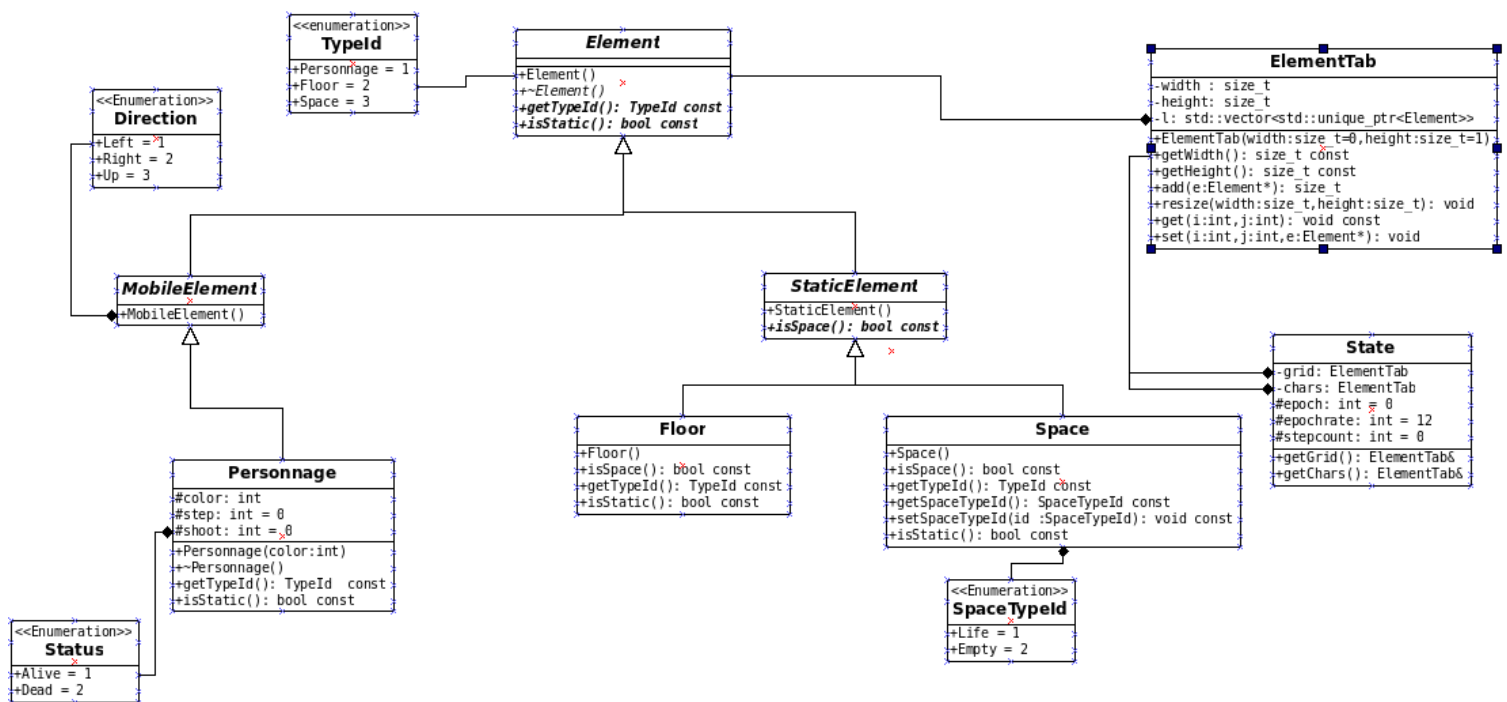 <<enumeration>>
TypeId
+Personnage = 1
+Floor = 2
+Space = 3
Element
+Element()
+~Element()
+getTypeId(): TypeId const
+isStatic(): bool const
ElementTab
-width : size_t
-height: size_t
-l: std::vector<std::unique_ptr<Element>>
+ElementTab(width:size_t=0,height:size_t=1)
+getWidth(): size_t const
+getHeight(): size_t const
+add(e:Element*): size_t
+resize(width:size_t,height:size_t): void
+get(i:int,j:int): void const
+set(i:int,j:int,e:Element*): void
<<Enumeration>>
Direction
+Left = 1
+Right = 2
+Up = 3
MobileElement
+MobileElement()
StaticElement
+StaticElement()
+isSpace(): bool const
State
-grid: ElementTab
-chars: ElementTab
#epoch: int = 0
#epochrate: int = 12
#stepcount: int = 0
+getGrid(): ElementTab&
+getChars(): ElementTab&
Floor
+Floor()
+isSpace(): bool const
+getTypeId(): TypeId const
+isStatic(): bool const
Space
+Space()
+isSpace(): bool const
+getTypeId(): TypeId const
+getSpaceTypeId(): SpaceTypeId const
+setSpaceTypeId(id :SpaceTypeId): void const
+isStatic(): bool const
Personnage
#color: int
#step: int = 0
#shoot: int = 0
+Personnage(color:int)
+~Personnage()
+getTypeId(): TypeId  const
+isStatic(): bool const
<<Enumeration>>
SpaceTypeId
+Life = 1
+Empty = 2
<<Enumeration>>
Status
+Alive = 1
+Dead = 2